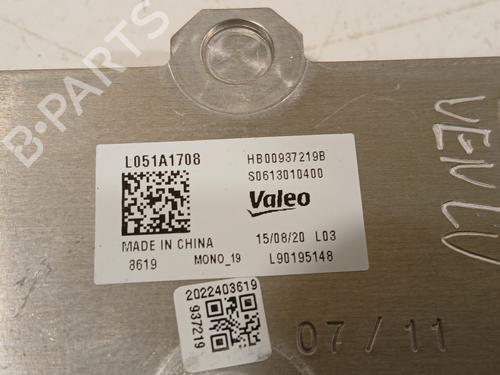 B-PARTS
L051A1708
HB00937219B
S0613010400
Valeo
MADE IN CHINA
15/08/20 L03
8619 MONO_19 L90195148
2022403619
937219
07/11
VENLU